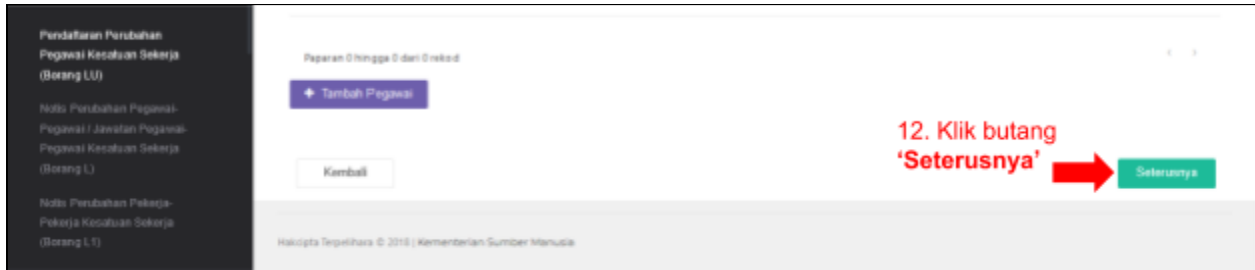 Pendaftaran Perubahan
Pegawai Kesatuan Sekerja
(Borang LU)
Notis Perubahan Pegawai-
Pegawai / Jawatan Pegawai-
Pegawai Kesatuan Sekerja
(Borang L)
Notis Perubahan Pekerja-
Pekerja Kesatuan Sekerja
(Borang L1)
Paparan 0 hingga 0 dari 0 rekod
+ Tambah Pegawai
12. Klik butang
‘Seterusnya’
Kembali
Seterusnya
Hakcipta Terpelihara © 2018 | Kementerian Sumber Manusia